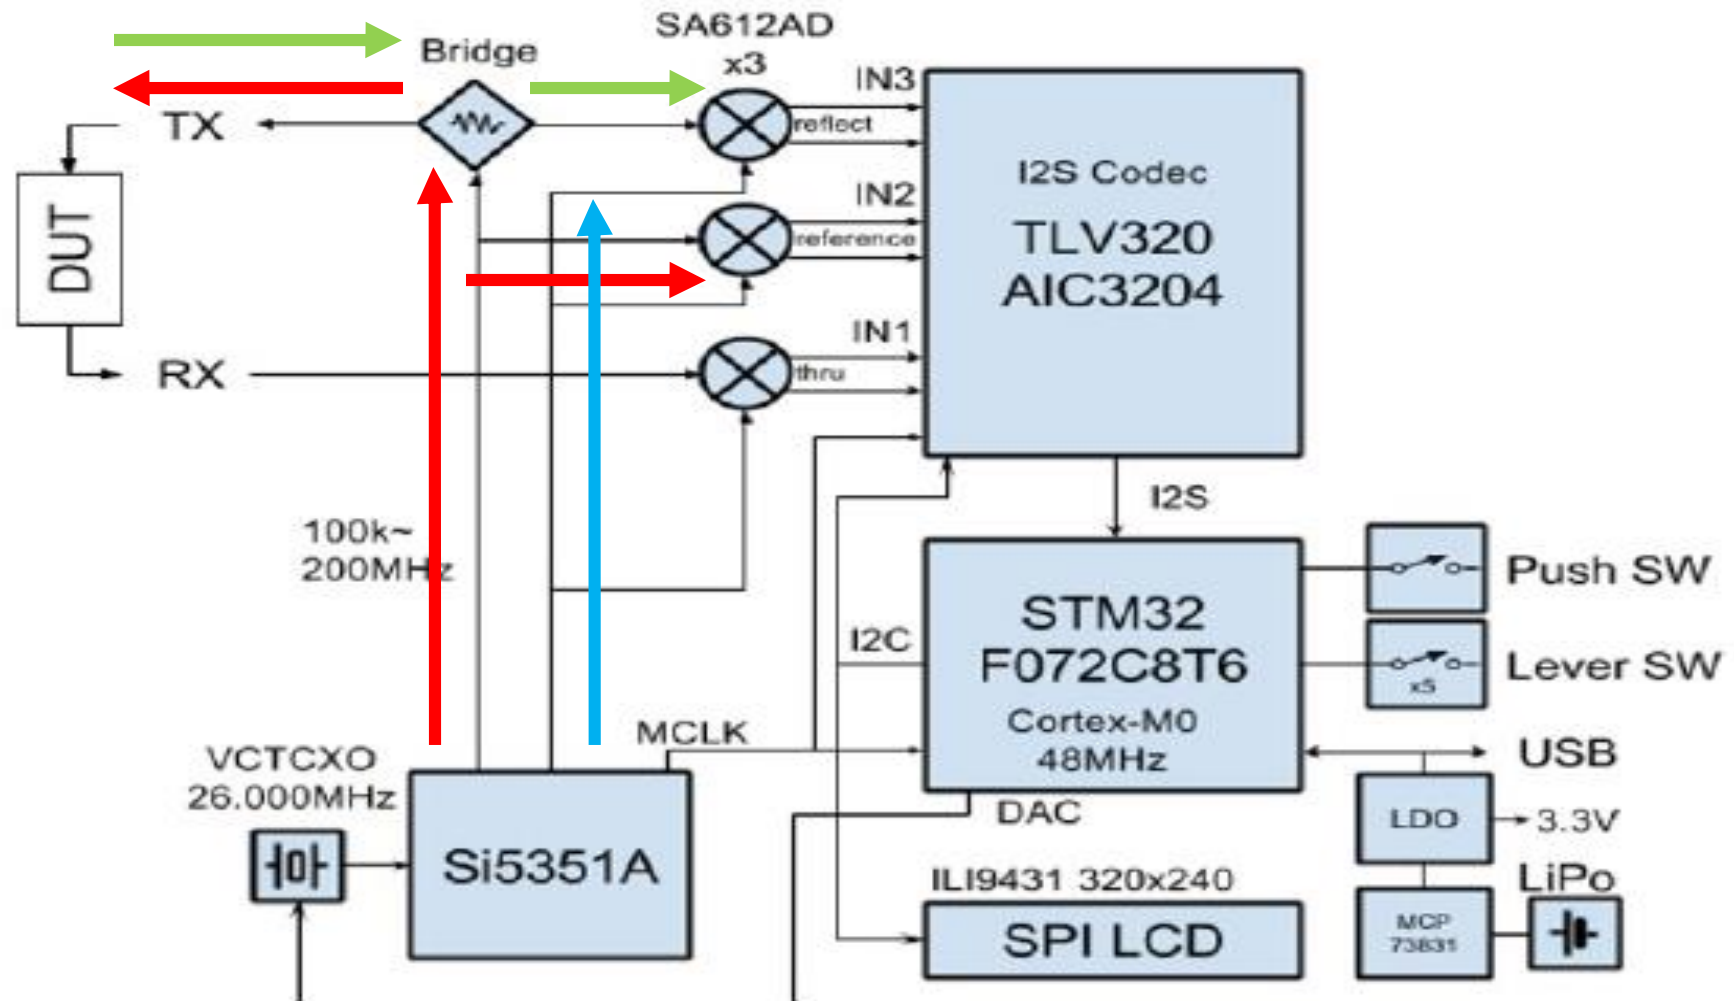 SA612AD
x3
Bridge
IN3
reflect
TX
I2S Codec
TLV320
AIC3204
IN2
reference
DUT
IN1
thru
RX
I2S
100k~
200MHz
Push SW
STM32
F072C8T6
Cortex-M0
48MHz
I2C
Lever SW
x5
MCLK
USB
VCTCXO
26.000MHz
DAC
LDO
3.3V
Si5351A
ILI9431 320x240
SPI LCD
LiPo
MCP
73831